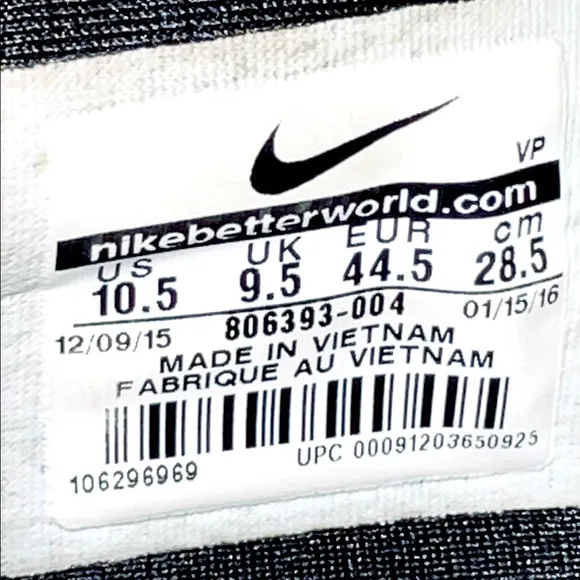 VP
nikebetterworld.com
US UK EUR cm
10.5 9.5 44.5 28.5
12/09/15 806393-004 01/15/16
MADE IN VIETNAM
FABRIQUE AU VIETNAM
106296969 UPC 00091203650925